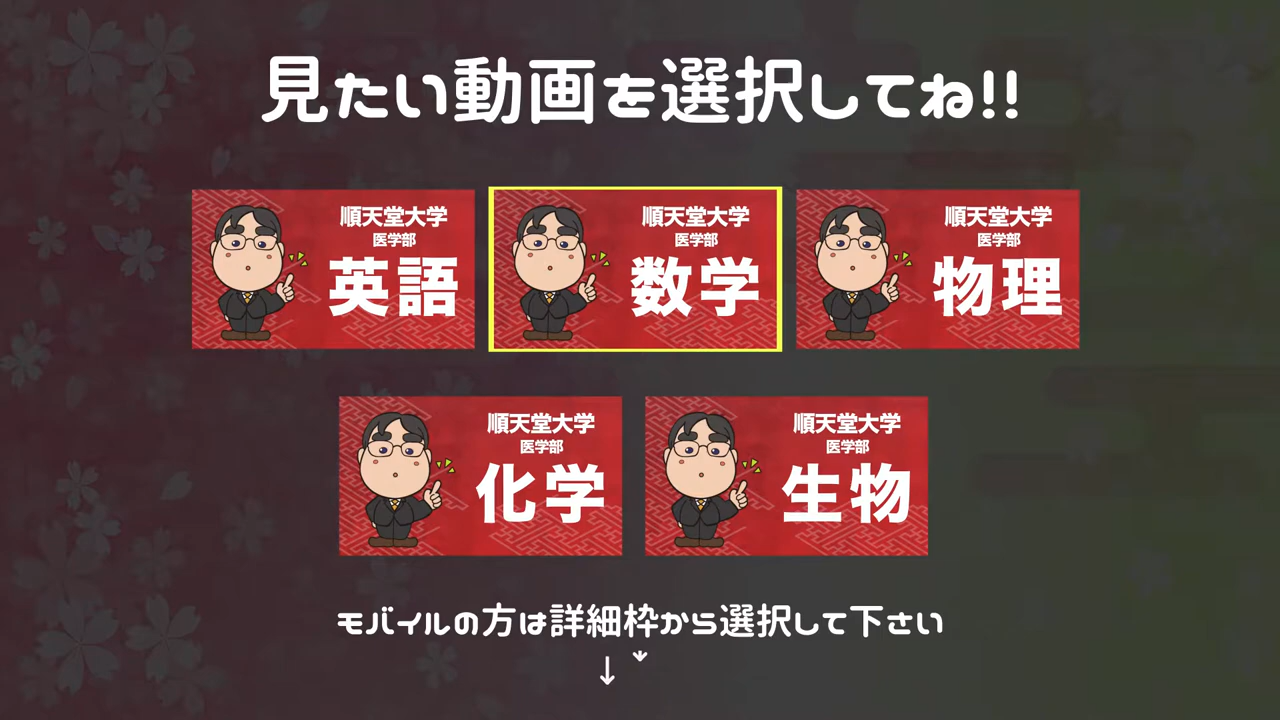 見たい動画を選択してね!!
順天堂大学
医学部
英語
順天堂大学
医学部
数学
順天堂大学
医学部
物理
順天堂大学
医学部
化学
順天堂大学
医学部
生物
モバイルの方は詳細枠から選択して下さい
↓